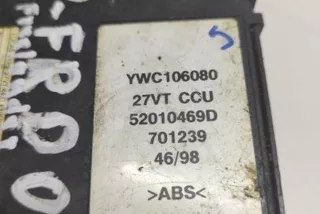 YWC106080
27VT CCU
52010469D
701239
46/98
>ABS<